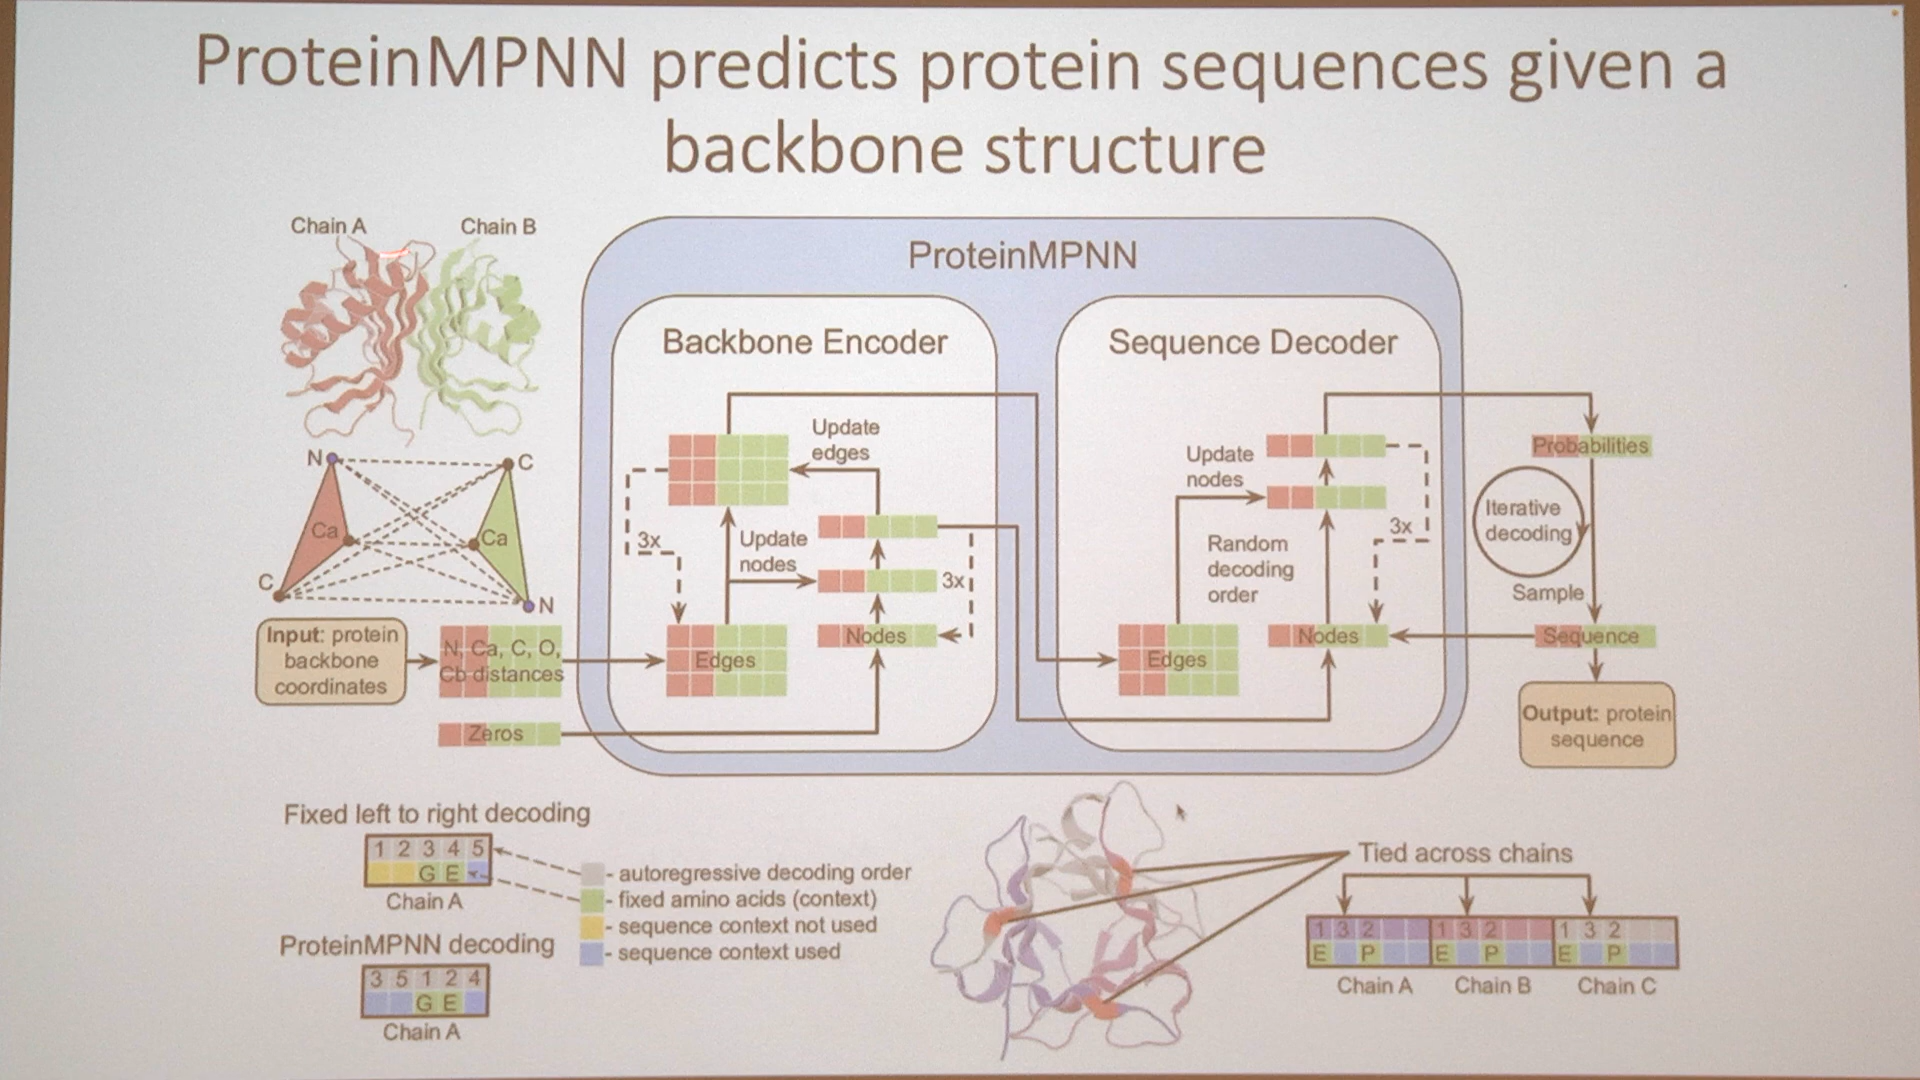 ProteinMPNN predicts protein sequences given a
backbone structure
Chain A
Chain B
N
C
Ca
Ca
C
N
Input: protein
backbone
coordinates
N, Ca, C, O,
Cb distances
Zeros
ProteinMPNN
Backbone Encoder
Update
edges
3x
Update
nodes
3x
Edges
Nodes
Sequence Decoder
Update
nodes
3x
Random
decoding
order
Edges
Nodes
Probabilities
Iterative
decoding
Sample
Sequence
Output: protein
sequence
Fixed left to right decoding
1 2 3 4 5
G E
Chain A
ProteinMPNN decoding
3 5 1 2 4
G E
Chain A
- autoregressive decoding order
- fixed amino acids (context)
- sequence context not used
- sequence context used
Tied across chains
1 3 2 1 3 2 1 3 2
E P E P E P
Chain A Chain B Chain C